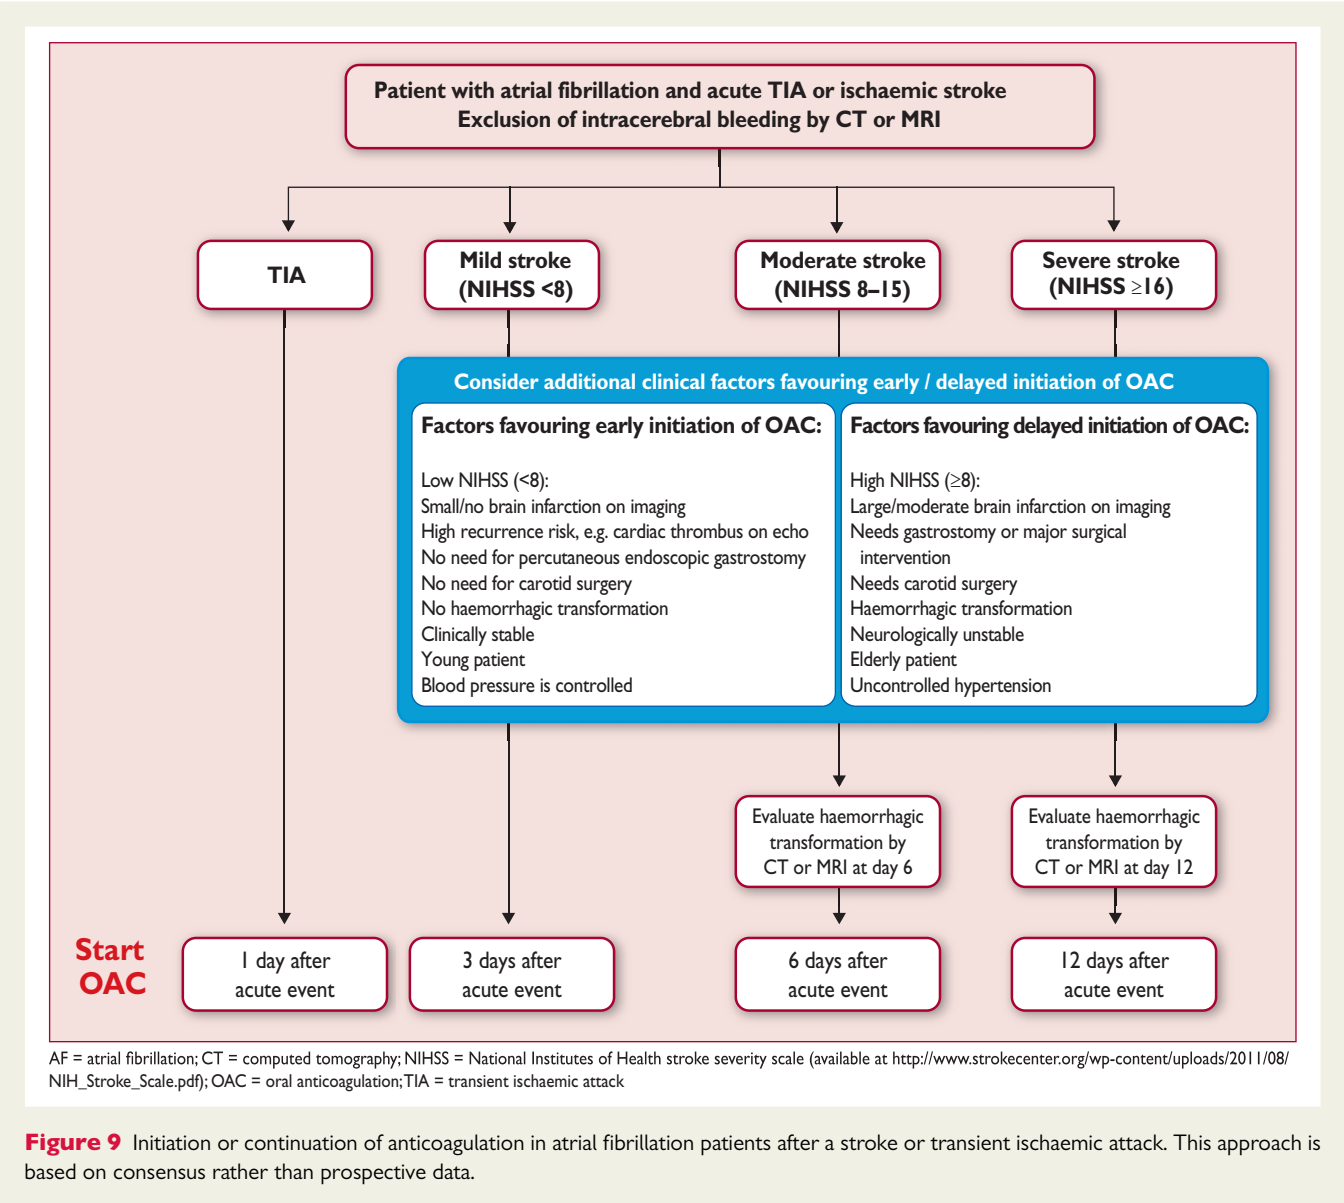 Patient with atrial fibrillation and acute TIA or ischaemic stroke
Exclusion of intracerebral bleeding by CT or MRI
TIA
Mild stroke
(NIHSS <8)
Moderate stroke
(NIHSS 8–15)
Severe stroke
(NIHSS ≥16)
Consider additional clinical factors favouring early / delayed initiation of OAC
Factors favouring early initiation of OAC:
Low NIHSS (<8):
Small/no brain infarction on imaging
High recurrence risk, e.g. cardiac thrombus on echo
No need for percutaneous endoscopic gastrostomy
No need for carotid surgery
No haemorrhagic transformation
Clinically stable
Young patient
Blood pressure is controlled
Factors favouring delayed initiation of OAC:
High NIHSS (≥8):
Large/moderate brain infarction on imaging
Needs gastrostomy or major surgical
intervention
Needs carotid surgery
Haemorrhagic transformation
Neurologically unstable
Elderly patient
Uncontrolled hypertension
Evaluate haemorrhagic
transformation by
CT or MRI at day 6
Evaluate haemorrhagic
transformation by
CT or MRI at day 12
Start
OAC
1 day after
acute event
3 days after
acute event
6 days after
acute event
12 days after
acute event
AF = atrial fibrillation; CT = computed tomography; NIHSS = National Institutes of Health stroke severity scale (available at http://www.strokecenter.org/wp-content/uploads/2011/08/
NIH_Stroke_Scale.pdf); OAC = oral anticoagulation; TIA = transient ischaemic attack
Figure 9 Initiation or continuation of anticoagulation in atrial fibrillation patients after a stroke or transient ischaemic attack. This approach is
based on consensus rather than prospective data.